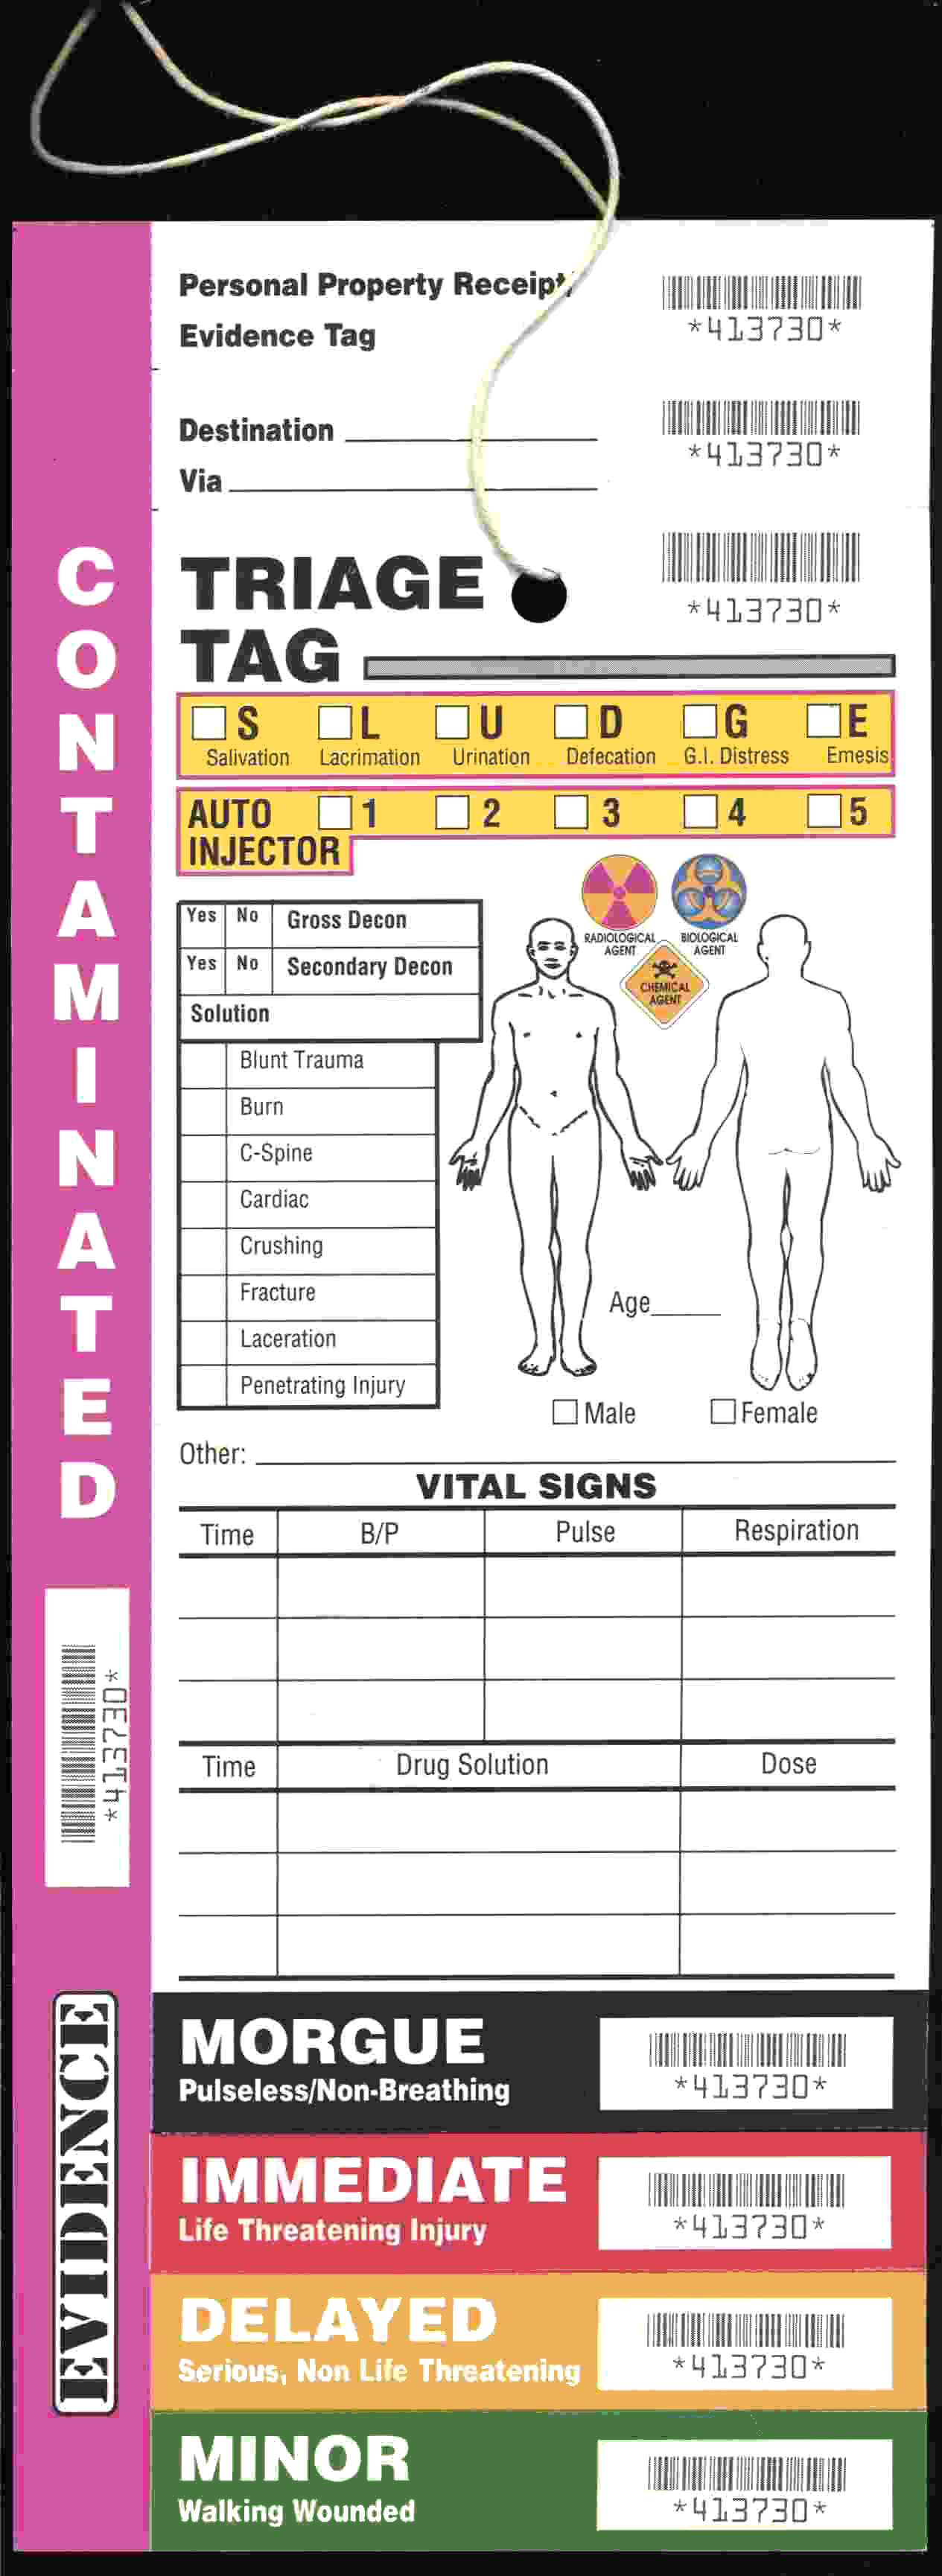 Personal Property Receipt/
*413730*
Evidence Tag
Destination
*413730*
Via
TRIAGE
TAG
*413730*
S L U D G E
Salivation Lacrimation Urination Defecation G.I. Distress Emesis
AUTO INJECTOR 1 2 3 4 5
RADIOLOGICAL AGENT
BIOLOGICAL AGENT
CHEMICAL AGENT
Yes No Gross Decon
Yes No Secondary Decon
Solution
Blunt Trauma
Burn
C-Spine
Cardiac
Crushing
Fracture
Laceration
Penetrating Injury
Age
Male Female
Other:
VITAL SIGNS
Time B/P Pulse Respiration
Time Drug Solution Dose
MORGUE
Pulseless/Non-Breathing
*413730*
IMMEDIATE
Life Threatening Injury
*413730*
DELAYED
Serious, Non Life Threatening
*413730*
MINOR
Walking Wounded
*413730*
CONTAMINATED
*413730*
EVIDENCE